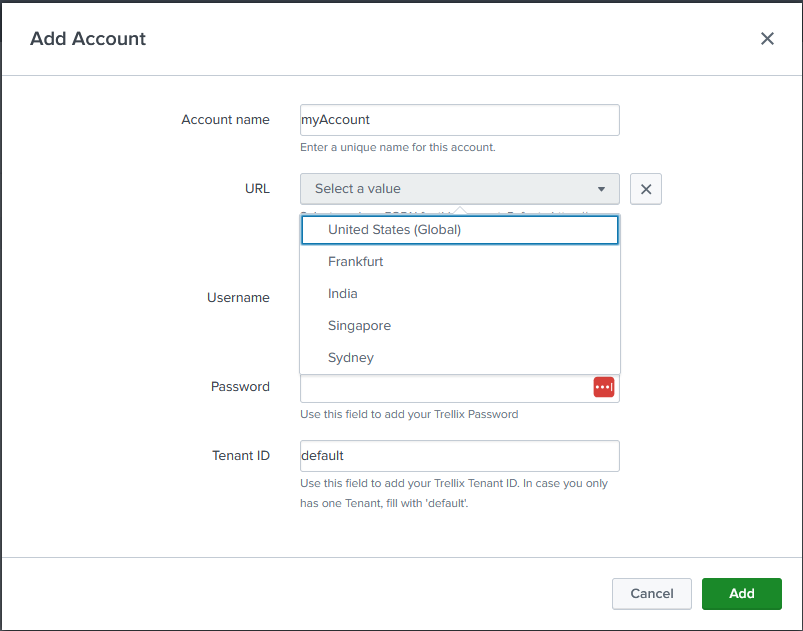 Add Account
Account name
myAccount
Enter a unique name for this account.
URL
Select a value
United States (Global)
Frankfurt
India
Singapore
Sydney
Username
Password
Use this field to add your Trellix Password
Tenant ID
default
Use this field to add your Trellix Tenant ID. In case you only
has one Tenant, fill with 'default'.
Cancel
Add